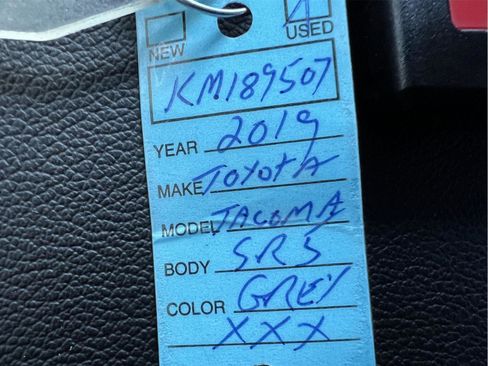 NEW USED
KM189507
YEAR 2019
MAKE TOYOTA
MODEL TACOMA
BODY SR5
COLOR GREY
XXX